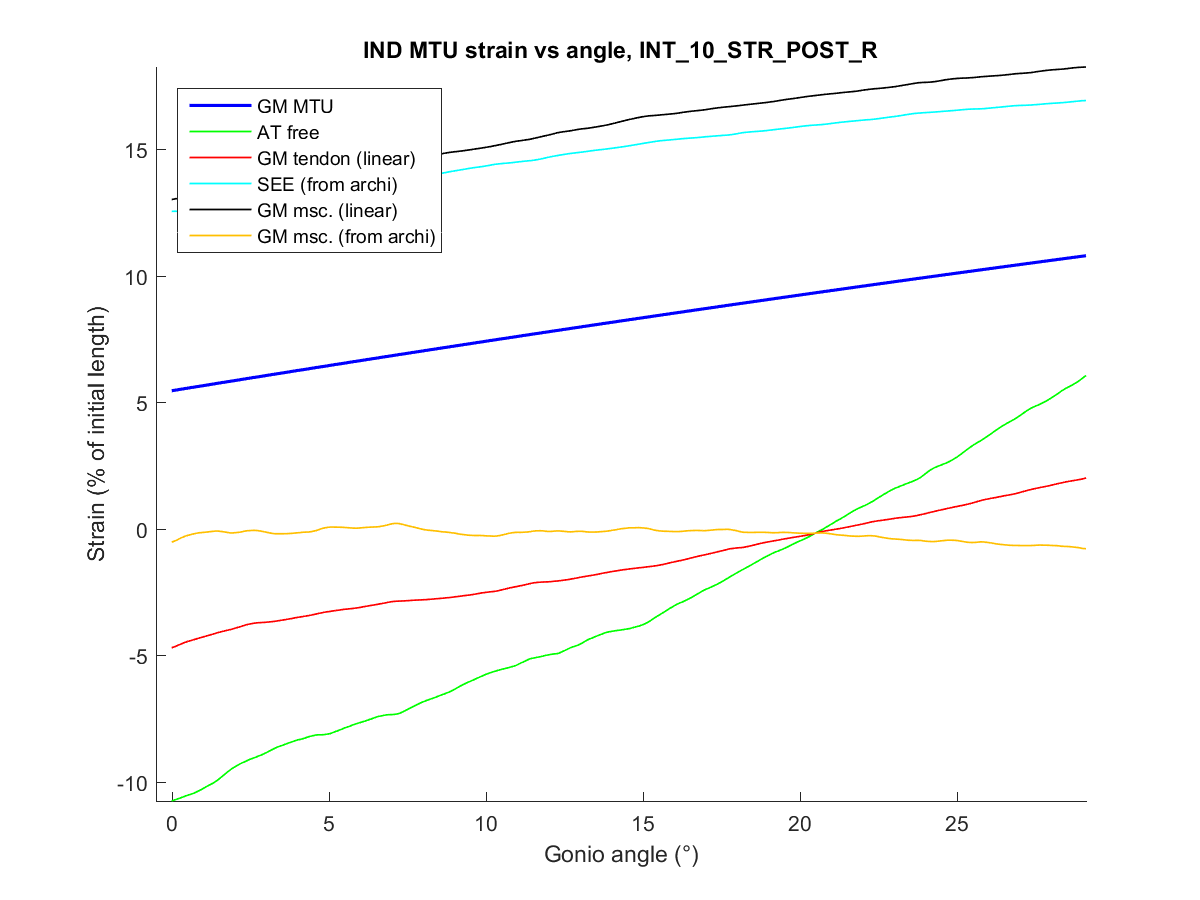 IND MTU strain vs angle, INT_10_STR_POST_R
GM MTU
AT free
GM tendon (linear)
SEE (from archi)
GM msc. (linear)
GM msc. (from archi)
15
10
5
0
-5
-10
Strain (% of initial length)
0 5 10 15 20 25
Gonio angle (°)